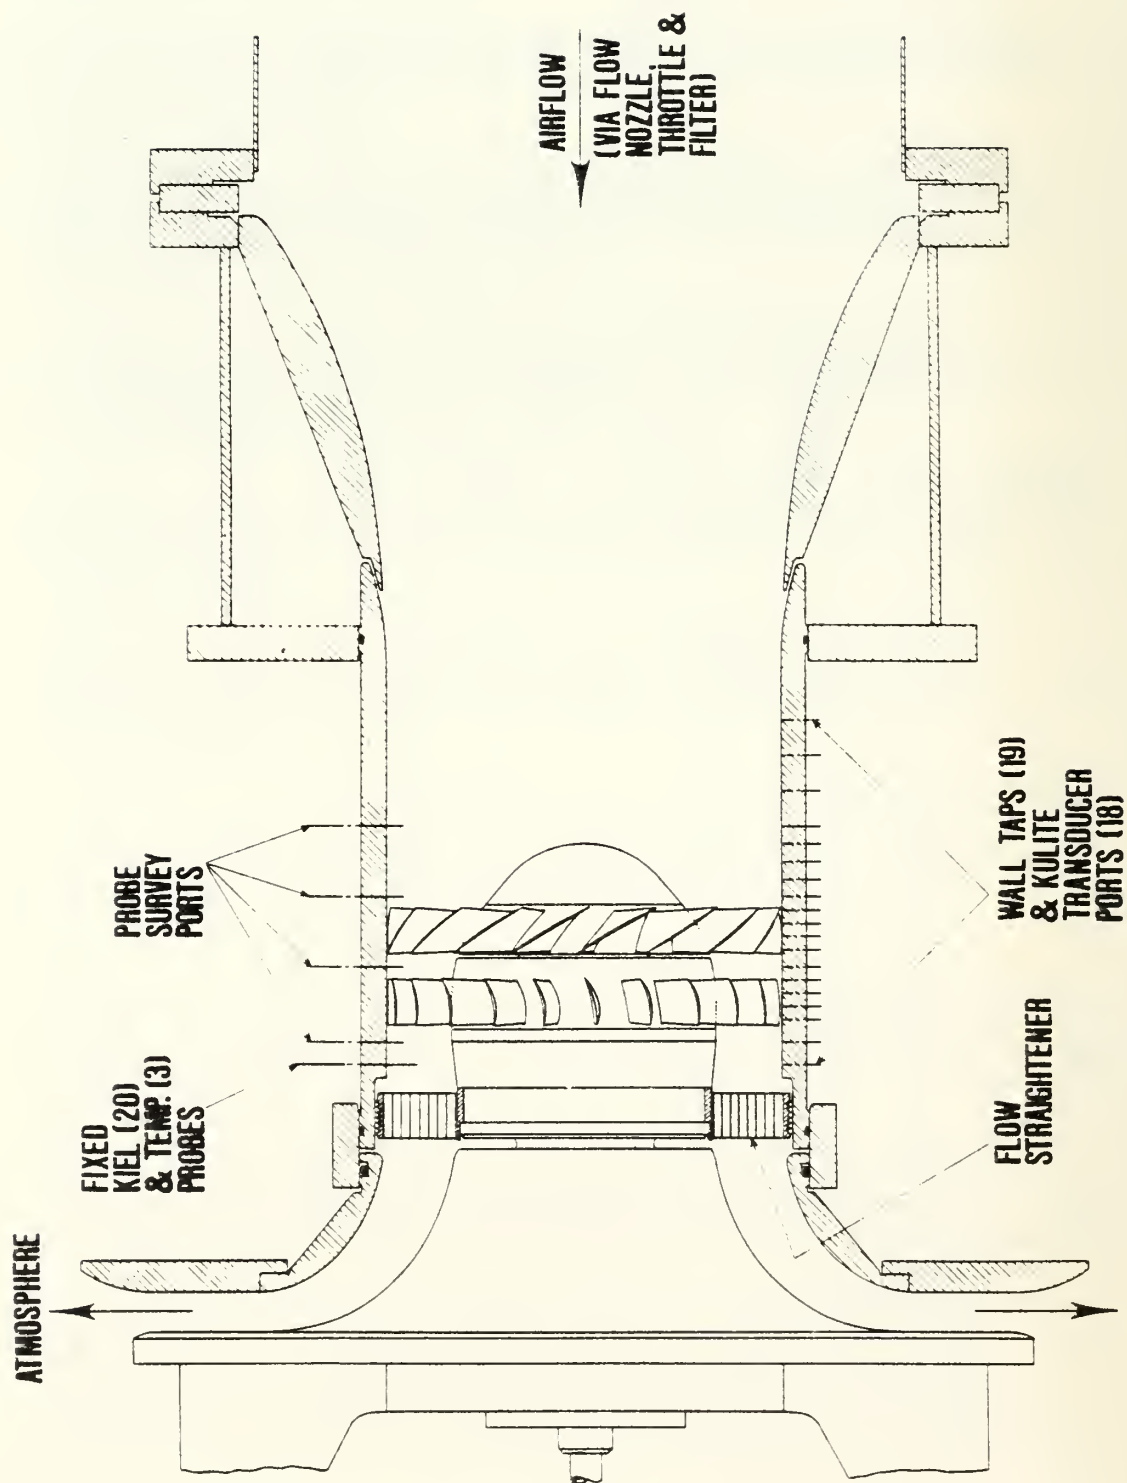 ATMOSPHERE
FIXED
KIEL (20)
& TEMP. (3)
PROBES
PROBE
SURVEY
PORTS
AIRFLOW
(VIA FLOW
NOZZLE,
THROTTLE &
FILTER)
FLOW
STRAIGHTENER
WALL TAPS (19)
& KULITE
TRANSDUCER
PORTS (18)